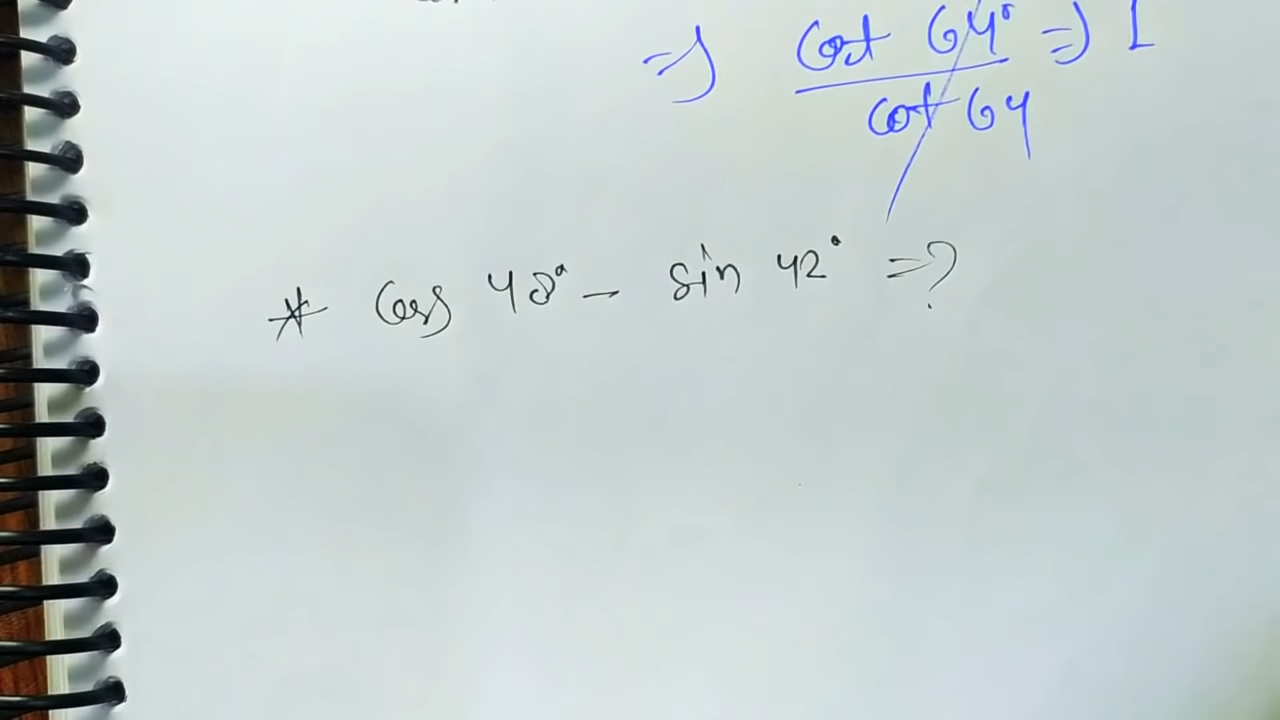 => cot 64° => 1
cot 64
* Cos 48° - sin 42° => ?